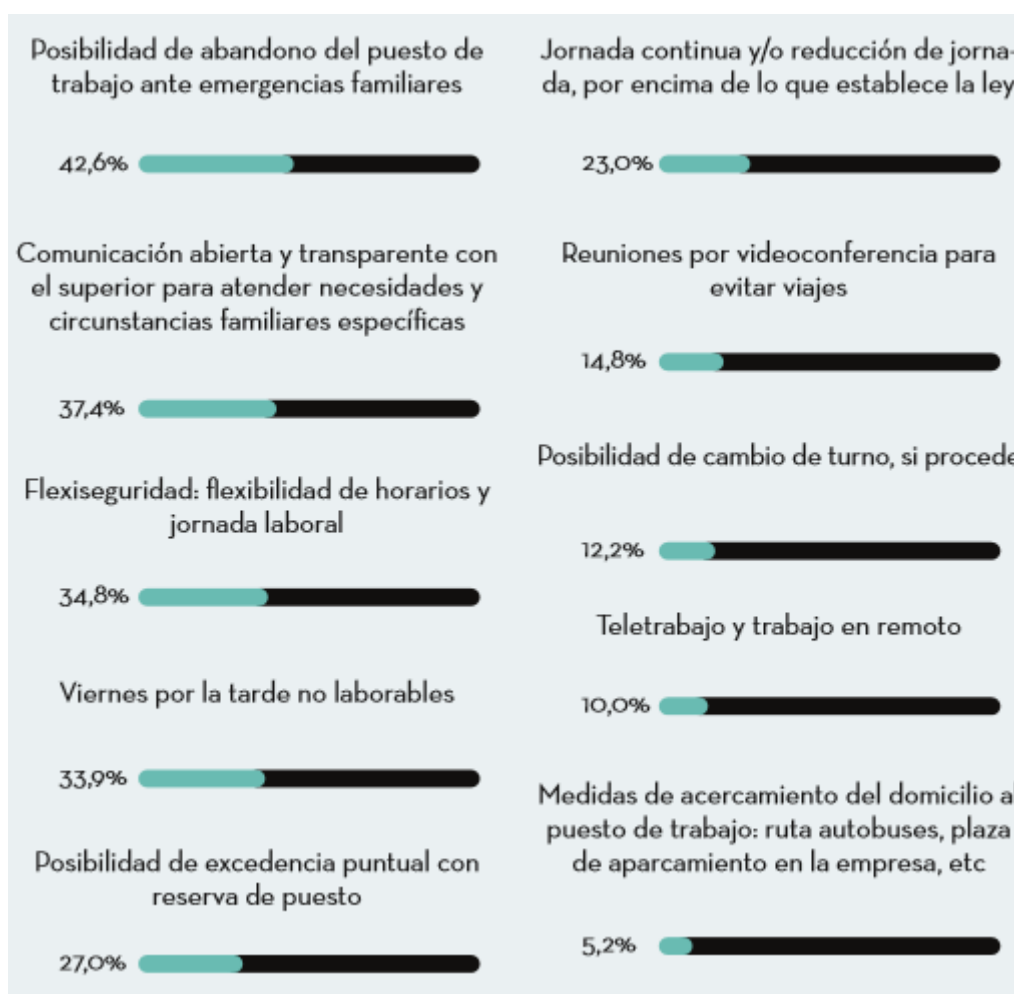 Posibilidad de abandono del puesto de
trabajo ante emergencias familiares
42,6%
Comunicación abierta y transparente con
el superior para atender necesidades y
circunstancias familiares específicas
37,4%
Flexiseguridad: flexibilidad de horarios y
jornada laboral
34,8%
Viernes por la tarde no laborables
33,9%
Posibilidad de excedencia puntual con
reserva de puesto
27,0%
Jornada continua y/o reducción de jorna-
da, por encima de lo que establece la ley
23,0%
Reuniones por videoconferencia para
evitar viajes
14,8%
Posibilidad de cambio de turno, si procede
12,2%
Teletrabajo y trabajo en remoto
10,0%
Medidas de acercamiento del domicilio al
puesto de trabajo: ruta autobuses, plaza
de aparcamiento en la empresa, etc
5,2%